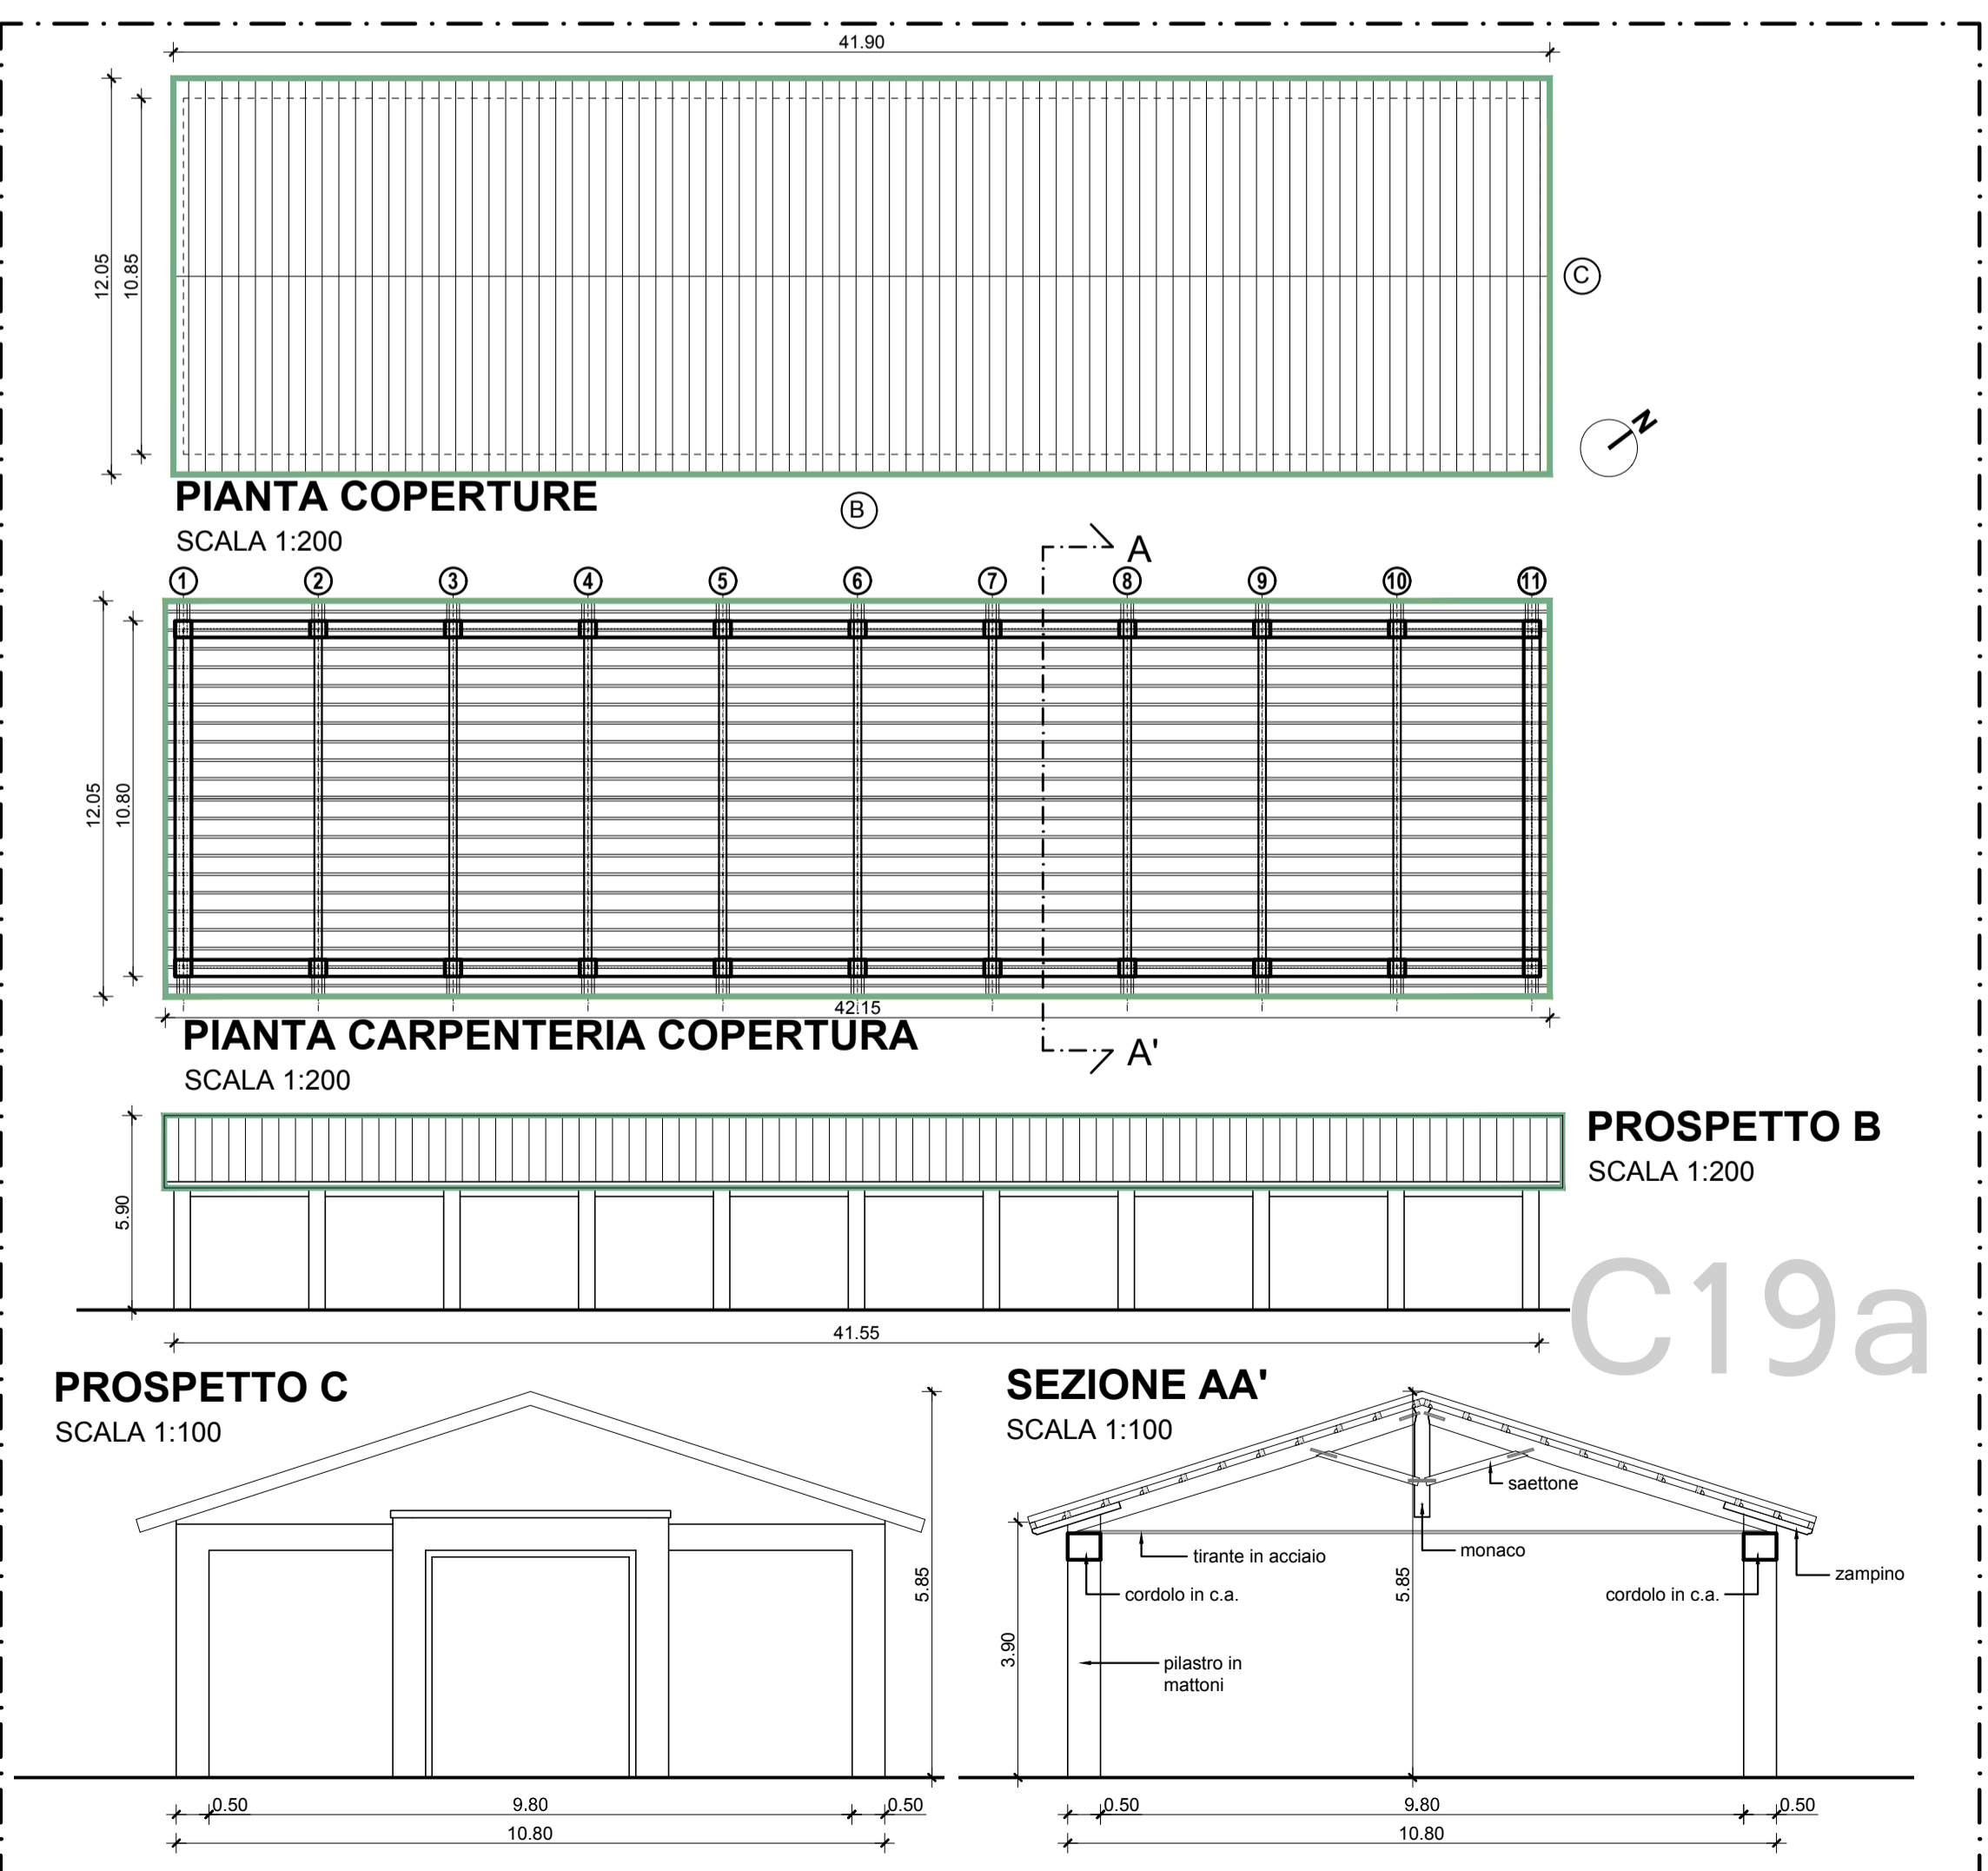 41.90
12.05
10.85
C
N
PIANTA COPERTURE
SCALA 1:200
B
A
1 2 3 4 5 6 7 8 9 10 11
12.05
10.80
42.15
PIANTA CARPENTERIA COPERTURA
SCALA 1:200
A'
PROSPETTO B
SCALA 1:200
5.90
41.55
C19a
PROSPETTO C
SCALA 1:100
5.85
0.50 9.80 0.50
10.80
SEZIONE AA'
SCALA 1:100
saettone
monaco
tirante in acciaio
zampino
cordolo in c.a.
5.85
cordolo in c.a.
3.90
pilastro in
mattoni
0.50 9.80 0.50
10.80